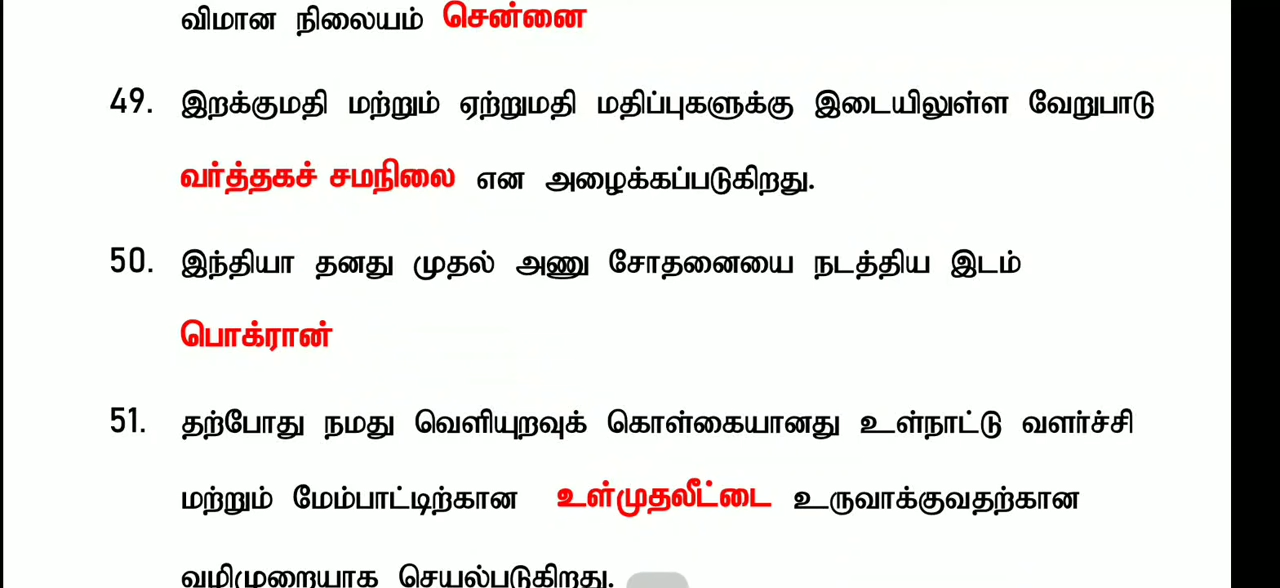 விமான நிலையம் சென்னை
49. இறக்குமதி மற்றும் ஏற்றுமதி மதிப்புகளுக்கு இடையிலுள்ள வேறுபாடு
வர்த்தகச் சமநிலை என அழைக்கப்படுகிறது.
50. இந்தியா தனது முதல் அணு சோதனையை நடத்திய இடம்
பொக்ரான்
51. தற்போது நமது வெளியுறவுக் கொள்கையானது உள்நாட்டு வளர்ச்சி
மற்றும் மேம்பாட்டிற்கான உள்முதலீட்டை உருவாக்குவதற்கான
வழிமுறையாக செயல்படுகிறது.